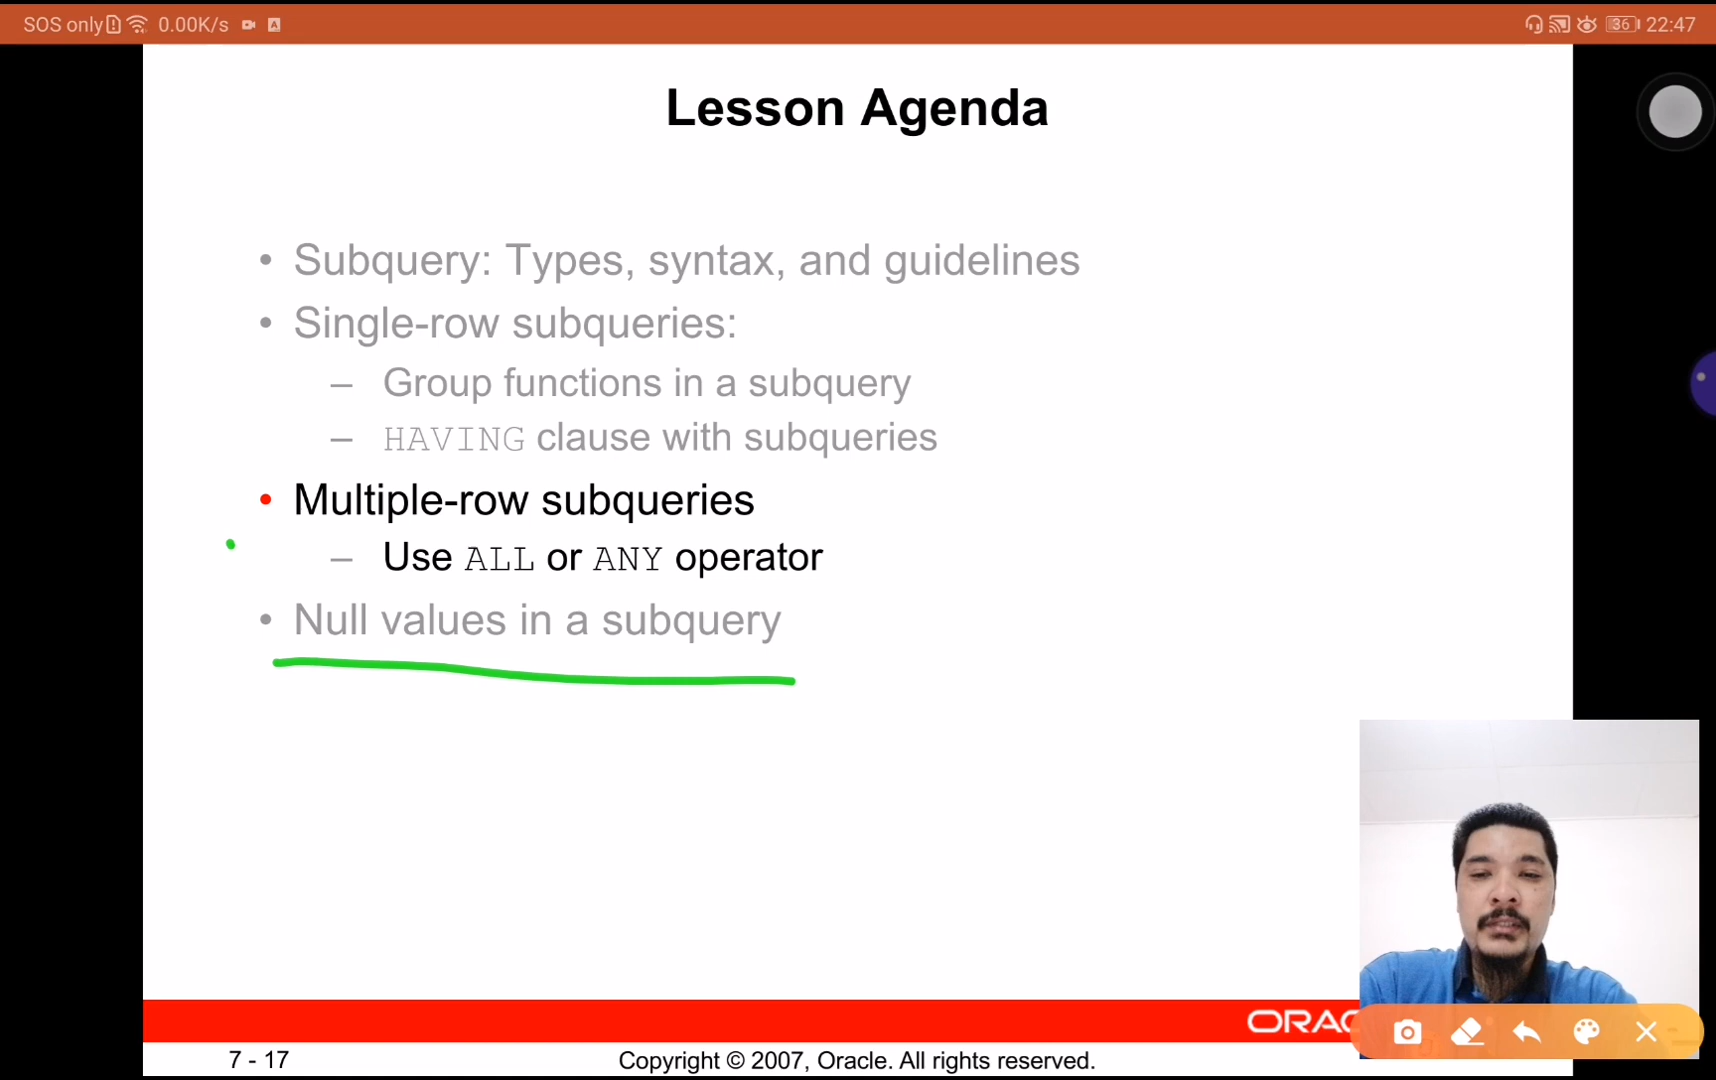 SOS only 0.00K/s A 36 22:47
Lesson Agenda
• Subquery: Types, syntax, and guidelines
• Single-row subqueries:
– Group functions in a subquery
– HAVING clause with subqueries
• Multiple-row subqueries
– Use ALL or ANY operator
• Null values in a subquery
7 - 17
Copyright © 2007, Oracle. All rights reserved.